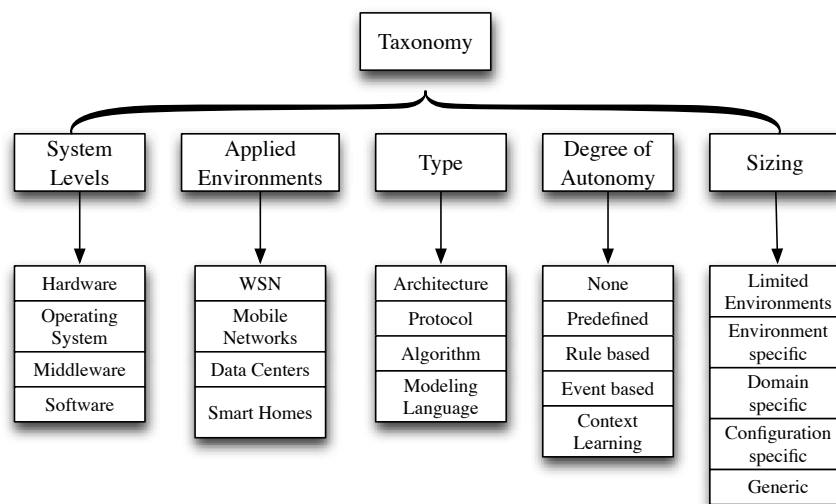 Taxonomy
System
Levels
Applied
Environments
Type
Degree of
Autonomy
Sizing
Hardware
Operating
System
Middleware
Software
WSN
Mobile
Networks
Data Centers
Smart Homes
Architecture
Protocol
Algorithm
Modeling
Language
None
Predefined
Rule based
Event based
Context
Learning
Limited
Environments
Environment
specific
Domain
specific
Configuration
specific
Generic